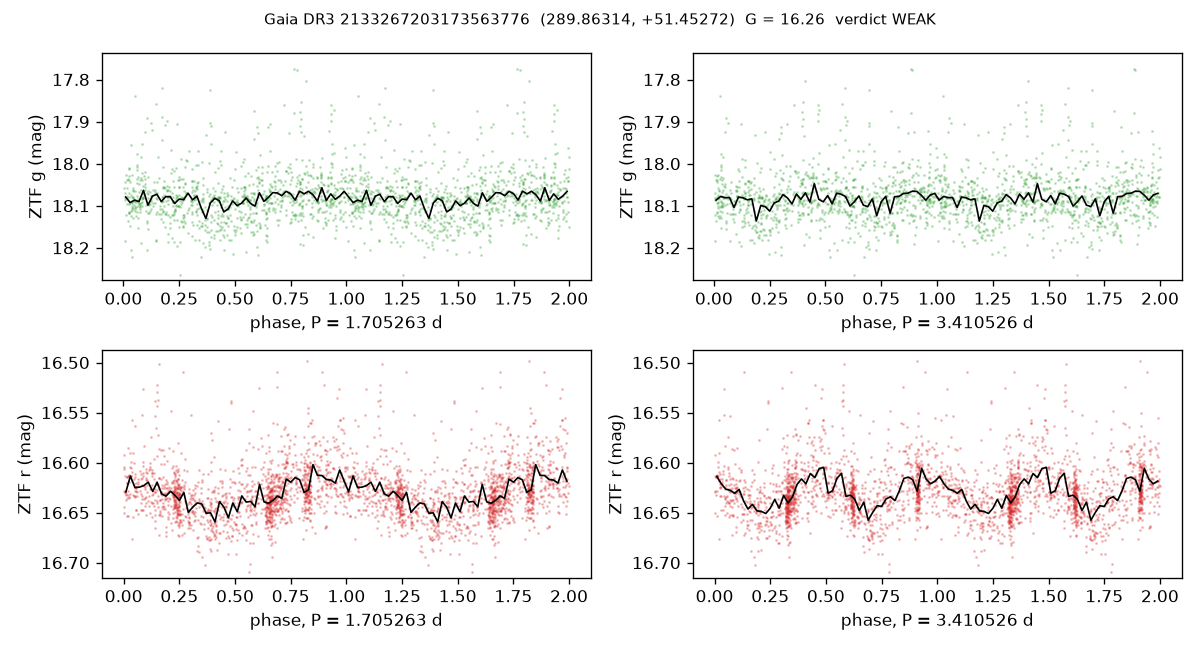 Gaia DR3 2133267203173563776 (289.86314, +51.45272) G = 16.26 verdict WEAK
ZTF g (mag)
17.8
17.9
18.0
18.1
18.2
0.00 0.25 0.50 0.75 1.00 1.25 1.50 1.75 2.00
phase, P = 1.705263 d
ZTF g (mag)
17.8
17.9
18.0
18.1
18.2
0.00 0.25 0.50 0.75 1.00 1.25 1.50 1.75 2.00
phase, P = 3.410526 d
ZTF r (mag)
16.50
16.55
16.60
16.65
16.70
0.00 0.25 0.50 0.75 1.00 1.25 1.50 1.75 2.00
phase, P = 1.705263 d
ZTF r (mag)
16.50
16.55
16.60
16.65
16.70
0.00 0.25 0.50 0.75 1.00 1.25 1.50 1.75 2.00
phase, P = 3.410526 d